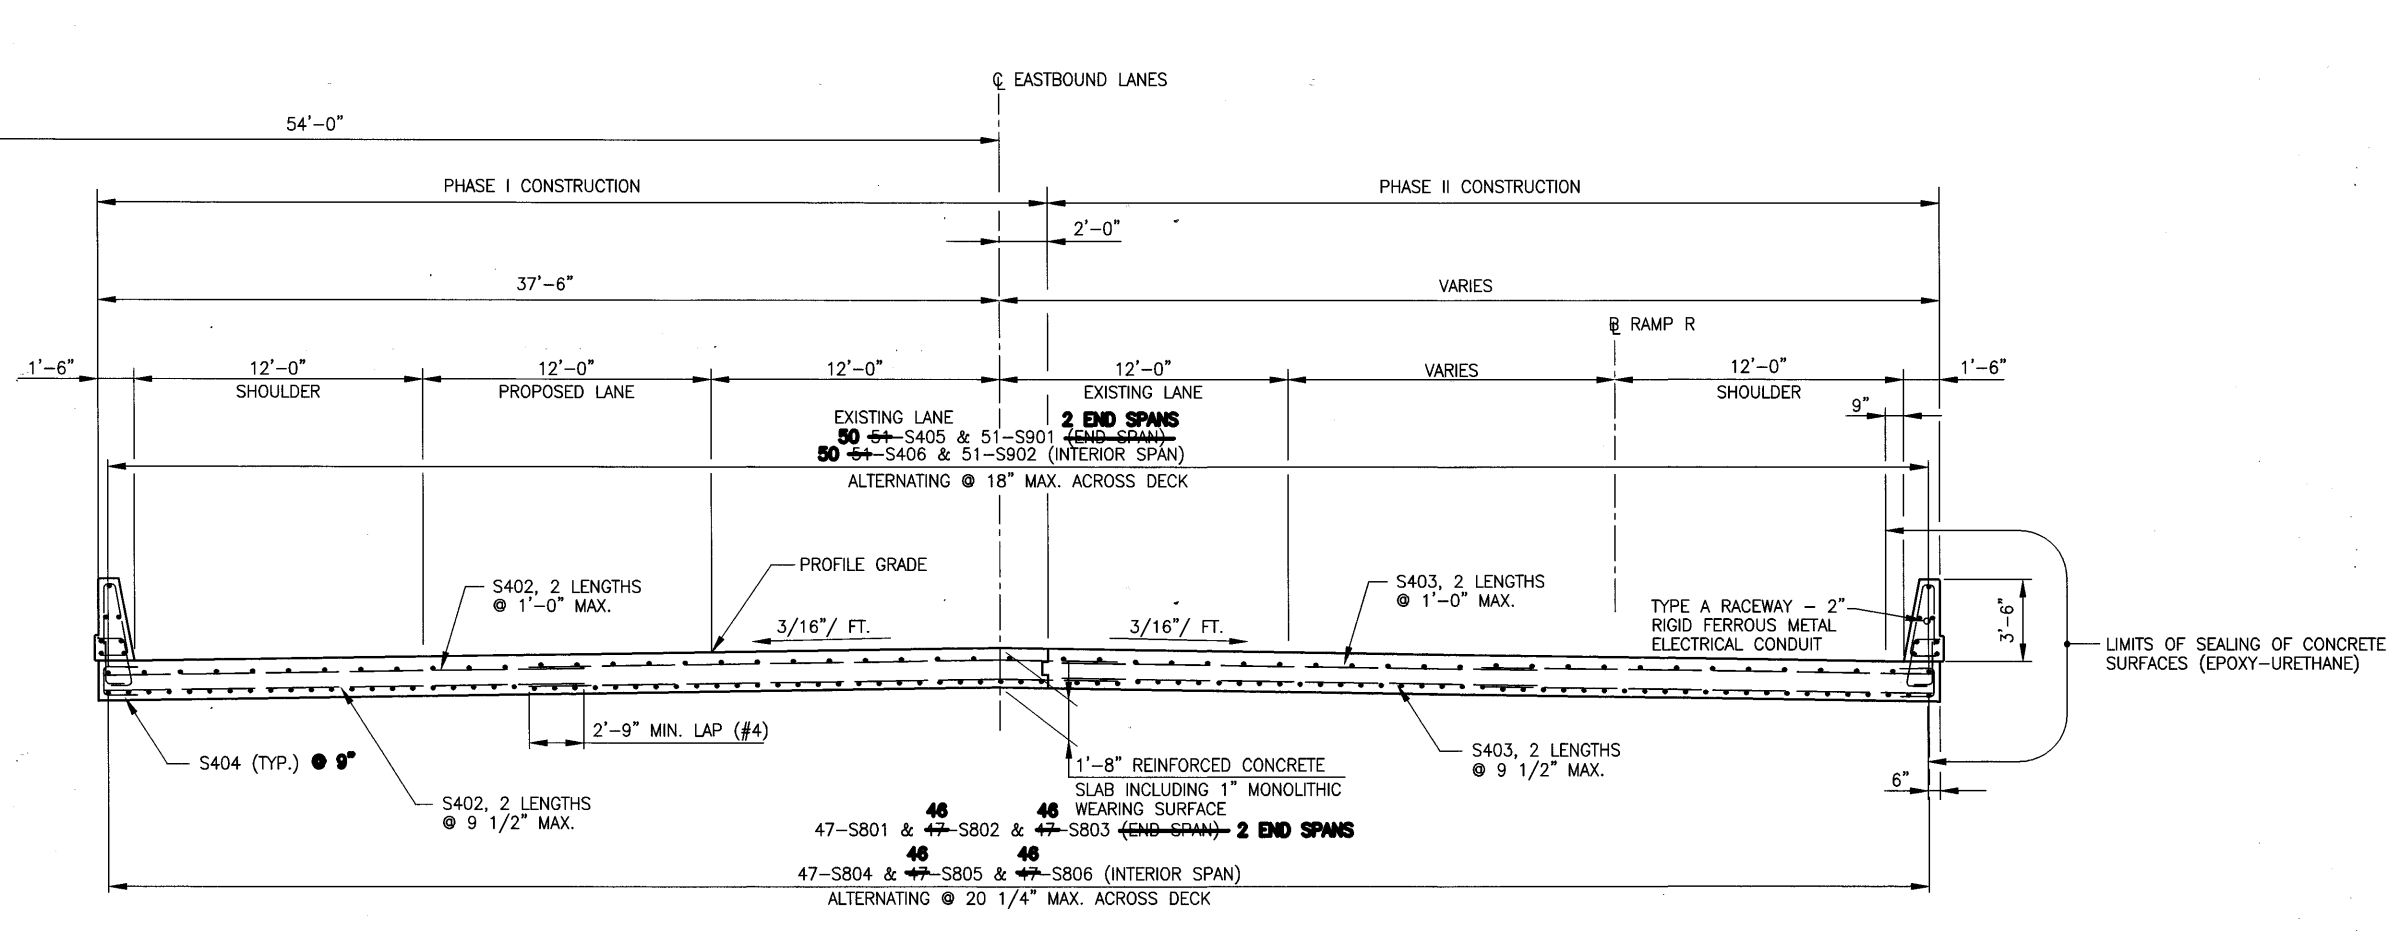 ℄ EASTBOUND LANES
54'-0"
PHASE I CONSTRUCTION
PHASE II CONSTRUCTION
2'-0"
37'-6"
VARIES
℄ RAMP R
1'-6"
12'-0"
SHOULDER
12'-0"
PROPOSED LANE
12'-0"
EXISTING LANE
12'-0"
EXISTING LANE
VARIES
12'-0"
SHOULDER
1'-6"
9"
2 END SPANS
50 51-S405 & 51-S901 (END SPAN)
50 51-S406 & 51-S902 (INTERIOR SPAN)
ALTERNATING @ 18" MAX. ACROSS DECK
PROFILE GRADE
S402, 2 LENGTHS
@ 1'-0" MAX.
3/16"/ FT.
3/16"/ FT.
S403, 2 LENGTHS
@ 1'-0" MAX.
TYPE A RACEWAY - 2"
RIGID FERROUS METAL
ELECTRICAL CONDUIT
3'-6"
LIMITS OF SEALING OF CONCRETE
SURFACES (EPOXY-URETHANE)
2'-9" MIN. LAP (#4)
S404 (TYP.) @ 9"
S402, 2 LENGTHS
@ 9 1/2" MAX.
1'-8" REINFORCED CONCRETE
SLAB INCLUDING 1" MONOLITHIC
WEARING SURFACE
S403, 2 LENGTHS
@ 9 1/2" MAX.
6"
46 46
47-S801 & 47-S802 & 47-S803 (END SPAN) 2 END SPANS
46 46
47-S804 & 47-S805 & 47-S806 (INTERIOR SPAN)
ALTERNATING @ 20 1/4" MAX. ACROSS DECK